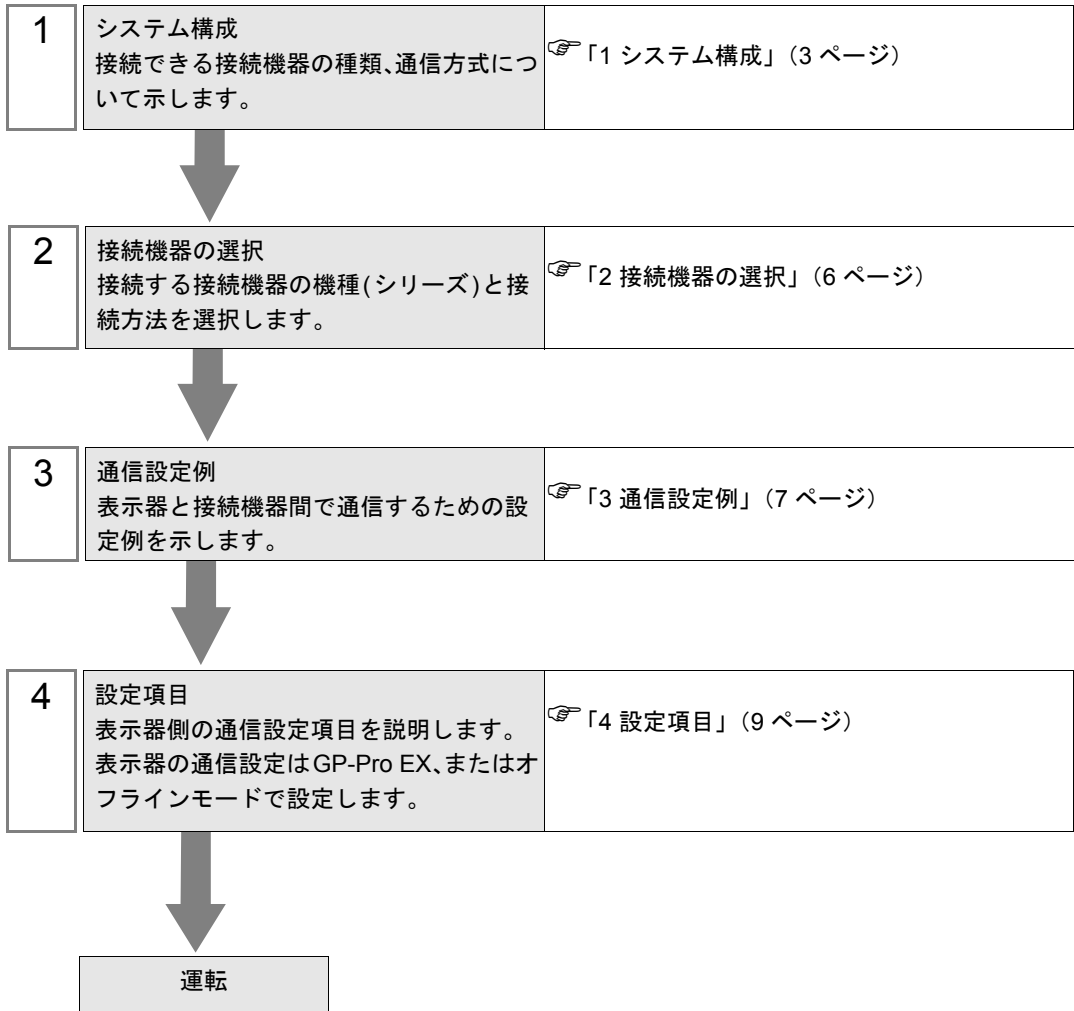 1
システム構成
接続できる接続機器の種類、通信方式につ
いて示します。
☞「1 システム構成」(3 ページ)
2
接続機器の選択
接続する接続機器の機種(シリーズ)と接
続方法を選択します。
☞「2 接続機器の選択」(6 ページ)
3
通信設定例
表示器と接続機器間で通信するための設
定例を示します。
☞「3 通信設定例」(7 ページ)
4
設定項目
表示器側の通信設定項目を説明します。
表示器の通信設定はGP-Pro EX、またはオ
フラインモードで設定します。
☞「4 設定項目」(9 ページ)
運転